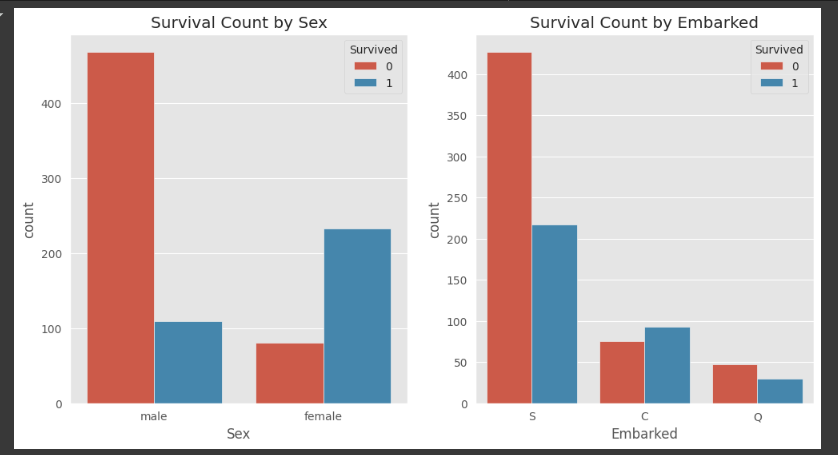 Survival Count by Sex
Survived
0
1
400
300
200
100
0
count
male female
Sex
Survival Count by Embarked
Survived
0
1
400
350
300
250
200
150
100
50
0
count
S C Q
Embarked